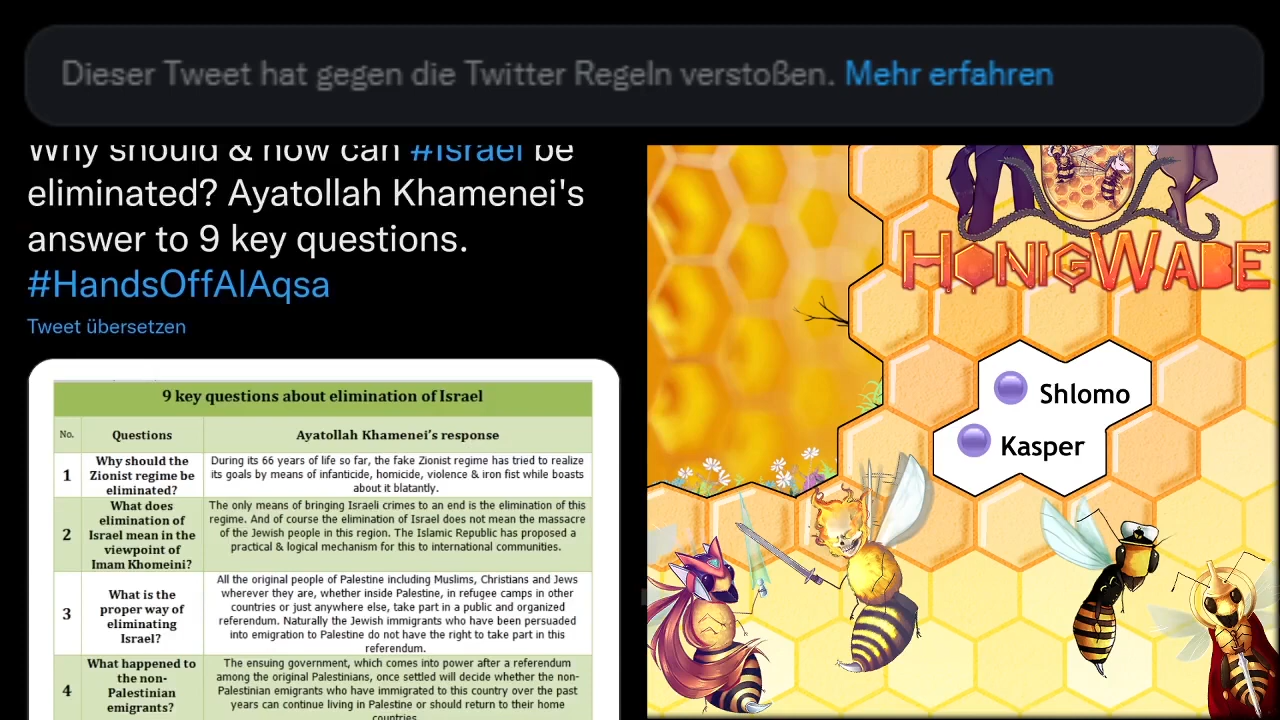 Dieser Tweet hat gegen die Twitter Regeln verstoßen. Mehr erfahren
Why should & how can #Israel be
eliminated? Ayatollah Khamenei's
answer to 9 key questions.
#HandsOffAlAqsa
Tweet übersetzen
9 key questions about elimination of Israel
No.
Questions
Ayatollah Khamenei's response
1
Why should the
Zionist regime be
eliminated?
During its 66 years of life so far, the fake Zionist regime has tried to realize
its goals by means of infanticide, homicide, violence & iron fist while boasts
about it blatantly.
2
What does
elimination of
Israel mean in the
viewpoint of
Imam Khomeini?
The only means of bringing Israeli crimes to an end is the elimination of this
regime. And of course the elimination of Israel does not mean the massacre
of the Jewish people in this region. The Islamic Republic has proposed a
practical & logical mechanism for this to international communities.
3
What is the
proper way of
eliminating
Israel?
All the original people of Palestine including Muslims, Christians and Jews
wherever they are, whether inside Palestine, in refugee camps in other
countries or just anywhere else, take part in a public and organized
referendum. Naturally the Jewish immigrants who have been persuaded
into emigration to Palestine do not have the right to take part in this
referendum.
4
What happened to
the non-
Palestinian
emigrants?
The ensuing government, which comes into power after a referendum
among the original Palestinians, once settled will decide whether the non-
Palestinian emigrants who have immigrated to this country over the past
years can continue living in Palestine or should return to their home
countries.
HONIGWABE
Shlomo
Kasper